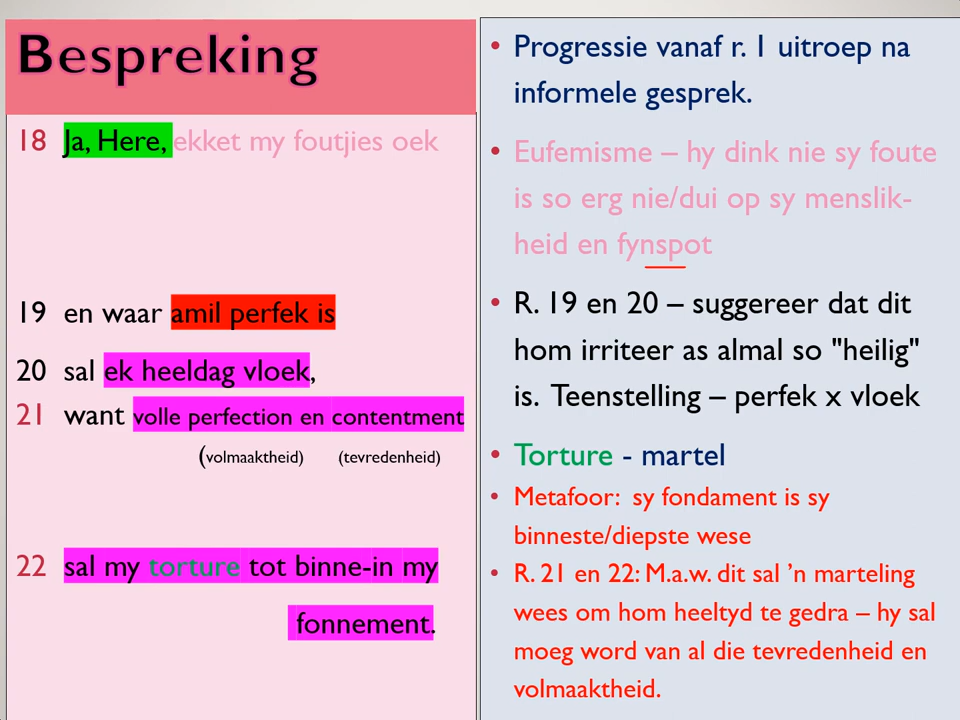 Bespreking
18 Ja, Here, ekket my foutjies oek
19 en waar amil perfek is
20 sal ek heeldag vloek,
21 want volle perfection en contentment
(volmaaktheid) (tevredenheid)
22 sal my torture tot binne-in my
fonnement.
• Progressie vanaf r. 1 uitroep na
informele gesprek.
• Eufemisme – hy dink nie sy foute
is so erg nie/dui op sy menslik-
heid en fynspot
• R. 19 en 20 – suggereer dat dit
hom irriteer as almal so "heilig"
is. Teenstelling – perfek x vloek
• Torture - martel
• Metafoor: sy fondament is sy
binneste/diepste wese
• R. 21 en 22: M.a.w. dit sal ’n marteling
wees om hom heeltyd te gedra – hy sal
moeg word van al die tevredenheid en
volmaaktheid.